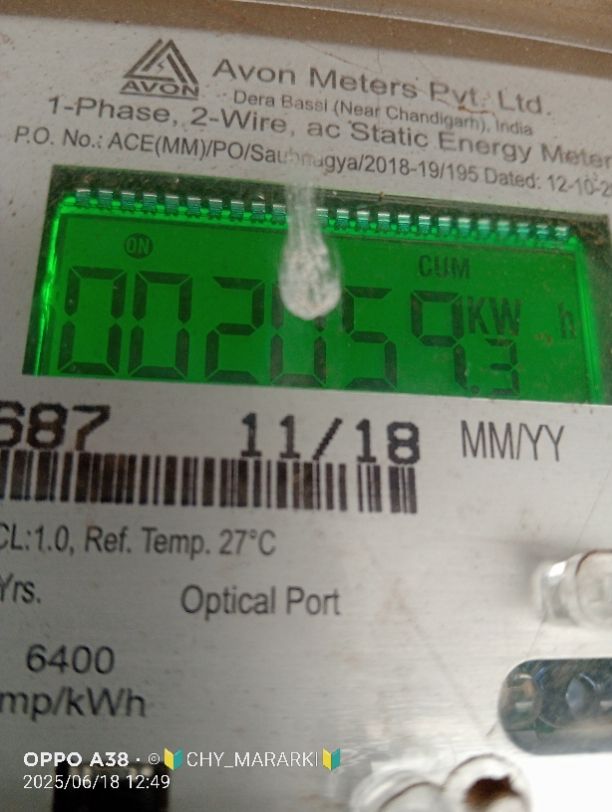 AVON
Avon Meters Pvt. Ltd.
Dera Bassi (Near Chandigarh), India
1-Phase, 2-Wire, ac Static Energy Meter
P.O. No.: ACE(MM)/PO/Saubhagya/2018-19/195 Dated: 12-10-2
ON
CUM
002059.3 KW h
687 11/18 MM/YY
CL:1.0, Ref. Temp. 27°C
Yrs. Optical Port
6400
mp/kWh
OPPO A38 · © CHY_MARARKI
2025/06/18 12:49